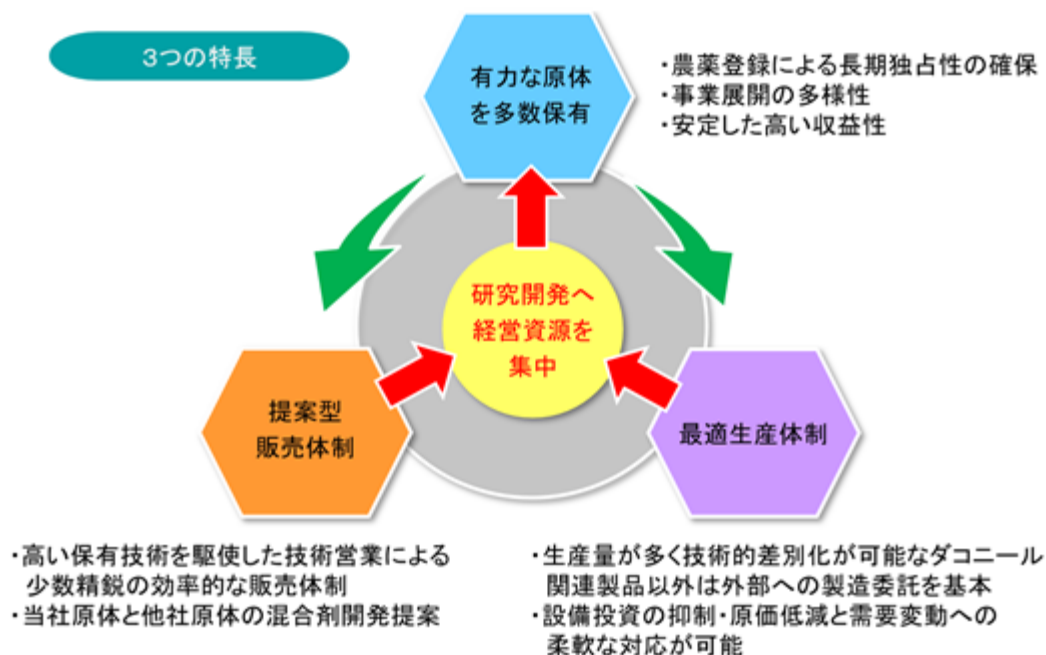 3つの特長
有力な原体
を多数保有
・農薬登録による長期独占性の確保
・事業展開の多様性
・安定した高い収益性
研究開発へ
経営資源を
集中
提案型
販売体制
最適生産体制
・高い保有技術を駆使した技術営業による
少数精鋭の効率的な販売体制
・当社原体と他社原体の混合剤開発提案
・生産量が多く技術的差別化が可能なダコニール
関連製品以外は外部への製造委託を基本
・設備投資の抑制・原価低減と需要変動への
柔軟な対応が可能